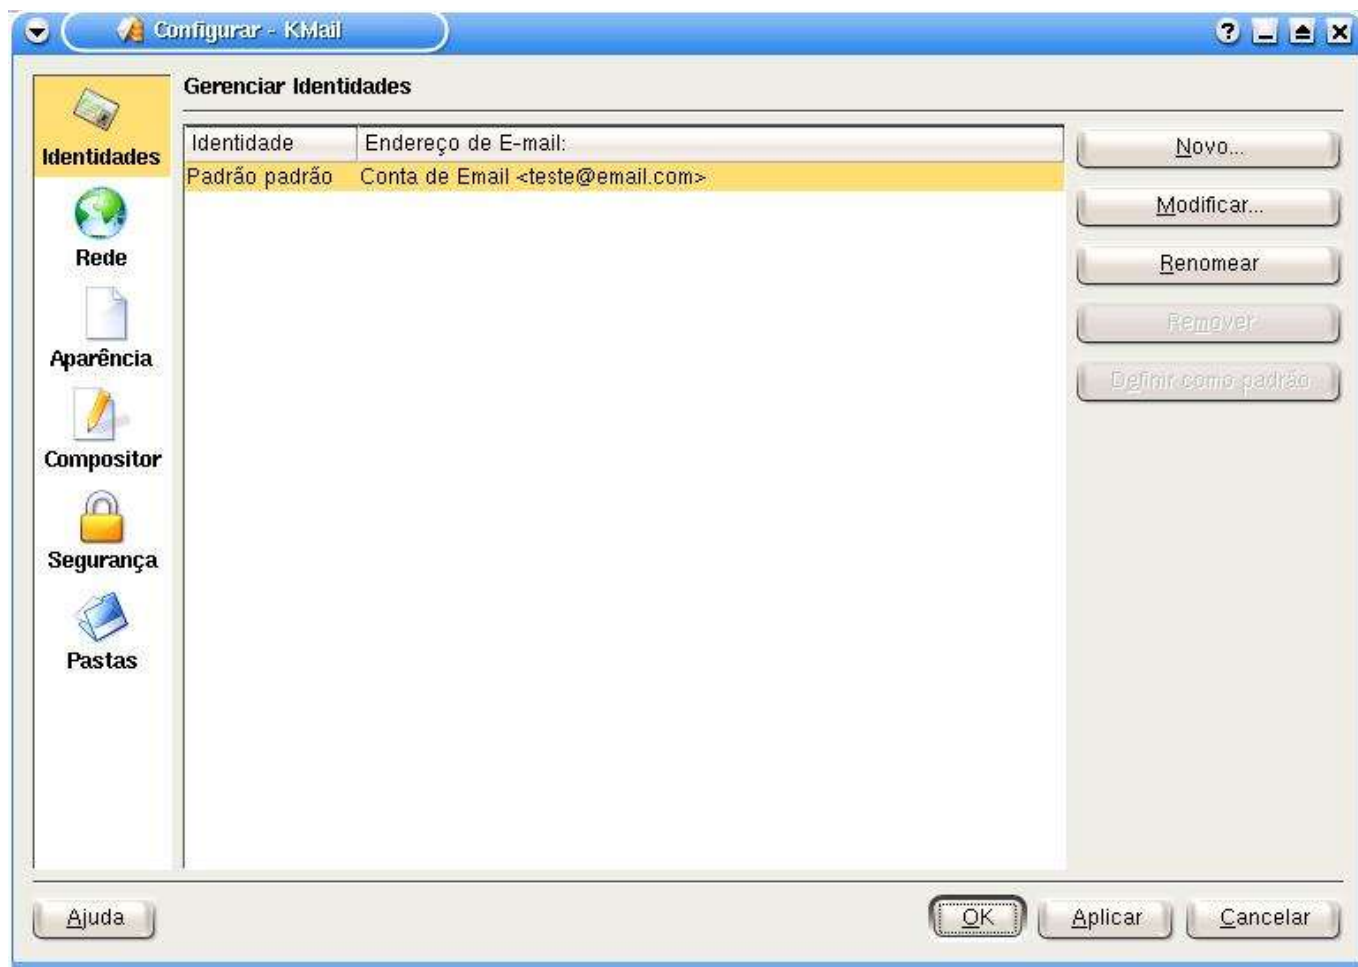 Configurar - KMail
Identidades
Rede
Aparência
Compositor
Segurança
Pastas
Gerenciar Identidades
Identidade Endereço de E-mail:
Padrão padrão Conta de Email <teste@email.com>
Novo...
Modificar...
Renomear
Remover
Definir como padrão
Ajuda
OK
Aplicar
Cancelar